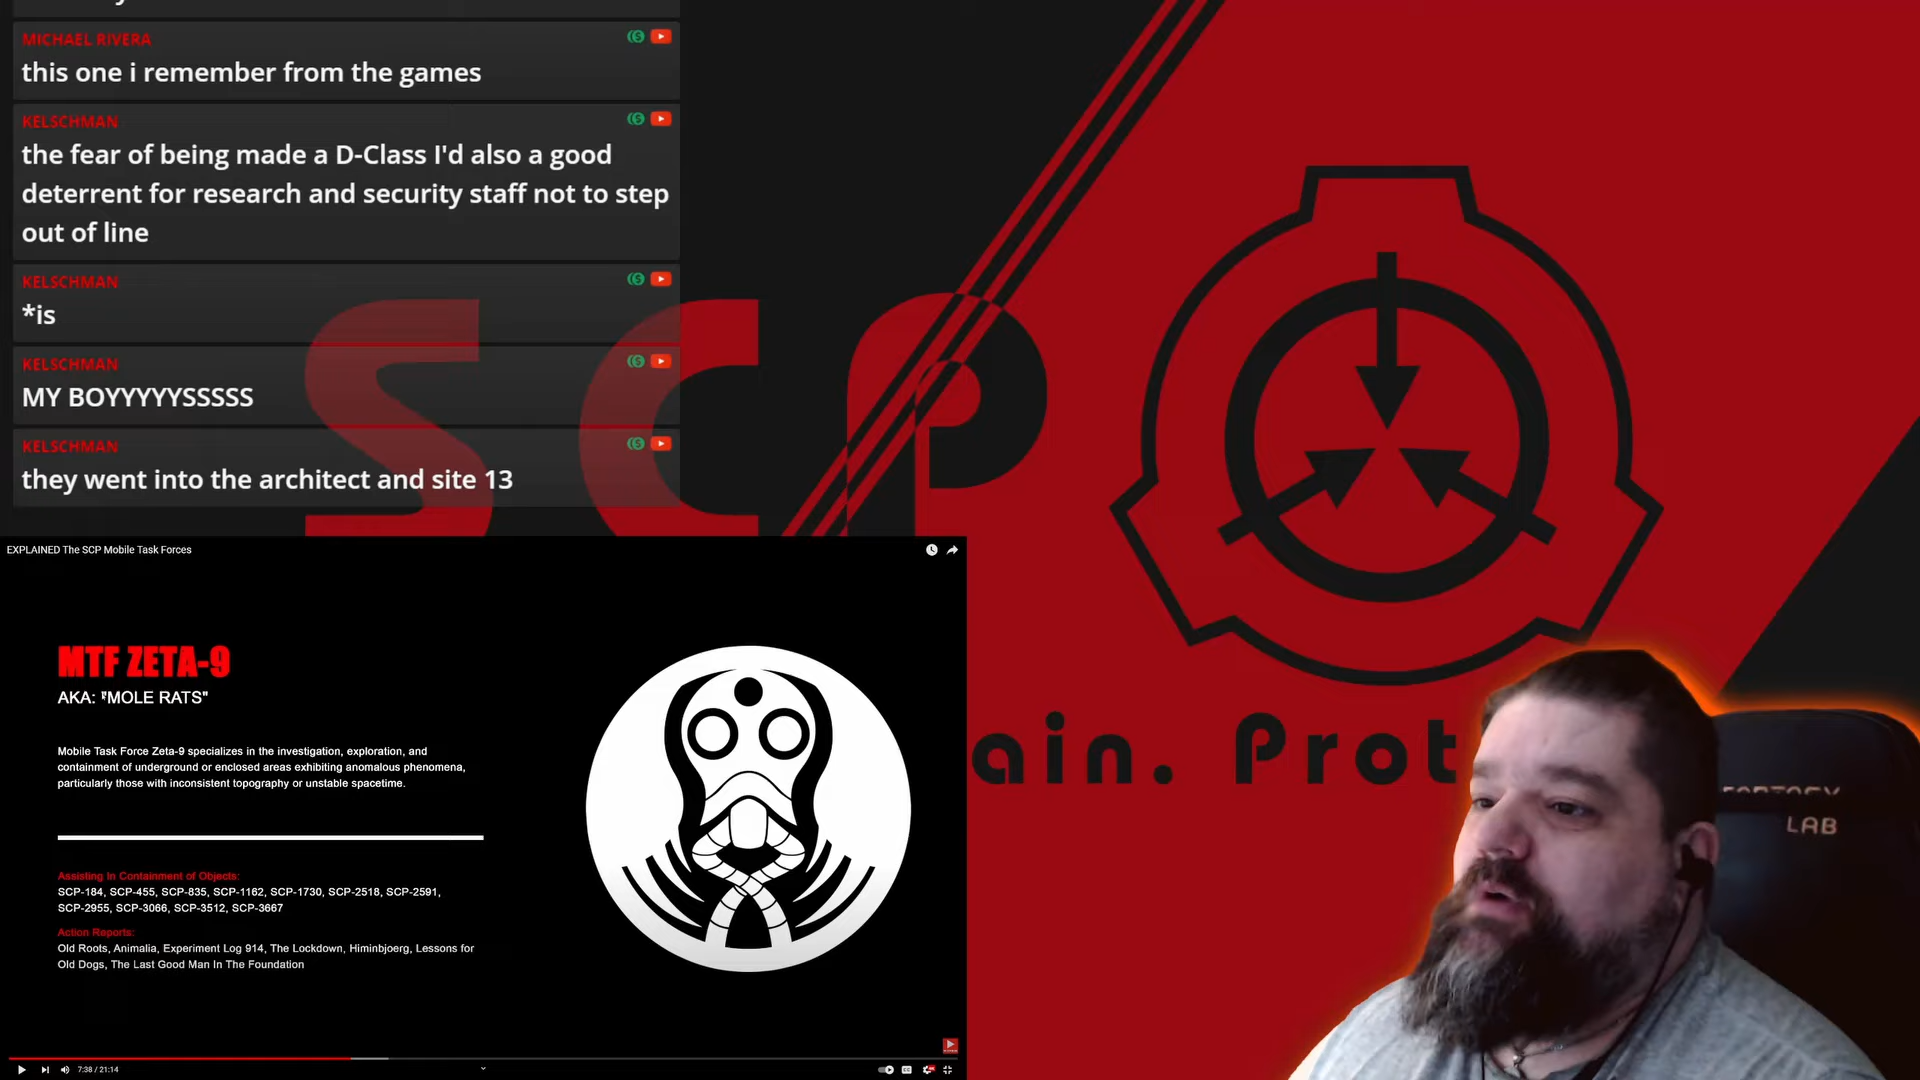 MICHAEL RIVERA
this one i remember from the games
KELSCHMAN
the fear of being made a D-Class I'd also a good
deterrent for research and security staff not to step
out of line
KELSCHMAN
*is
KELSCHMAN
MY BOYYYYYSSSSS
KELSCHMAN
they went into the architect and site 13
SCP
ain. Prot
LAB
EXPLAINED The SCP Mobile Task Forces
MTF ZETA-9
AKA: "MOLE RATS"
Mobile Task Force Zeta-9 specializes in the investigation, exploration, and
containment of underground or enclosed areas exhibiting anomalous phenomena,
particularly those with inconsistent topography or unstable spacetime.
Assisting In Containment of Objects:
SCP-184, SCP-455, SCP-835, SCP-1162, SCP-1730, SCP-2518, SCP-2591,
SCP-2955, SCP-3066, SCP-3512, SCP-3667
Action Reports:
Old Roots, Animalia, Experiment Log 914, The Lockdown, Himinbjoerg, Lessons for
Old Dogs, The Last Good Man In The Foundation
7:38 / 21:14